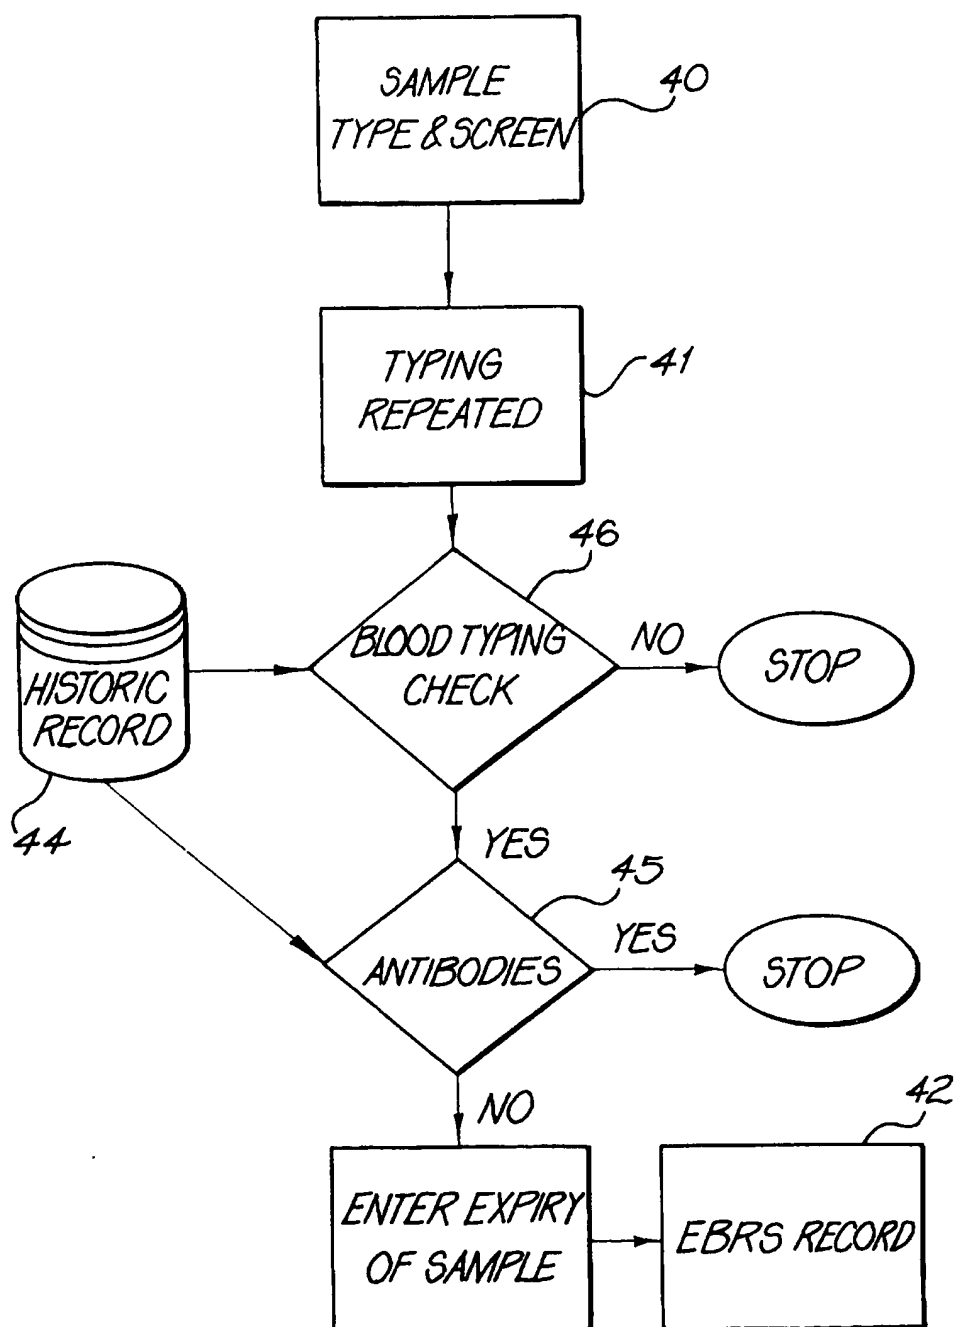 SAMPLE
TYPE & SCREEN
40
TYPING
REPEATED
41
46
BLOOD TYPING
CHECK
NO
STOP
HISTORIC
RECORD
44
YES
45
ANTIBODIES
YES
STOP
NO
42
ENTER EXPIRY
OF SAMPLE
EBRS RECORD